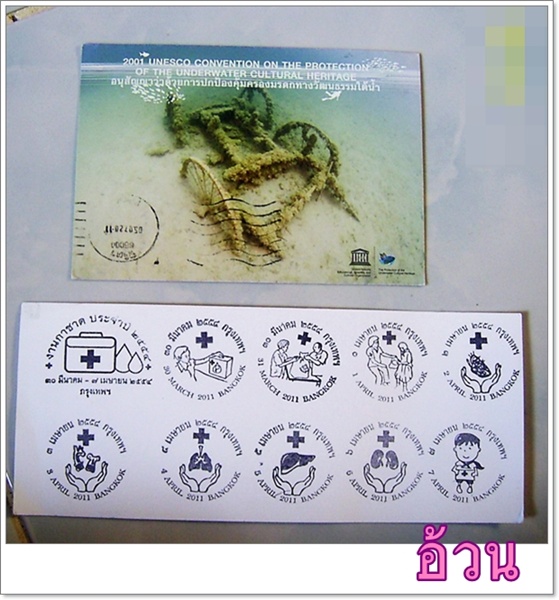 2001 UNESCO CONVENTION ON THE PROTECTION
OF THE UNDERWATER CULTURAL HERITAGE
อนุสัญญาว่าด้วยการปกป้องคุ้มครองมรดกทางวัฒนธรรมใต้น้ำ
งานกาชาด ประจำปี ๒๕๕๔
๓๐ มีนาคม - ๗ เมษายน ๒๕๕๔
กรุงเทพฯ
๓๐ มีนาคม ๒๕๕๔ กรุงเทพฯ
30 MARCH 2011 BANGKOK
๓๑ มีนาคม ๒๕๕๔ กรุงเทพฯ
31 MARCH 2011 BANGKOK
๑ เมษายน ๒๕๕๔ กรุงเทพฯ
1 APRIL 2011 BANGKOK
๒ เมษายน ๒๕๕๔ กรุงเทพฯ
2 APRIL 2011 BANGKOK
๓ เมษายน ๒๕๕๔ กรุงเทพฯ
3 APRIL 2011 BANGKOK
๔ เมษายน ๒๕๕๔ กรุงเทพฯ
4 APRIL 2011 BANGKOK
๕ เมษายน ๒๕๕๔ กรุงเทพฯ
5 APRIL 2011 BANGKOK
๖ เมษายน ๒๕๕๔ กรุงเทพฯ
6 APRIL 2011 BANGKOK
๗ เมษายน ๒๕๕๔ กรุงเทพฯ
7 APRIL 2011 BANGKOK
อ้วน